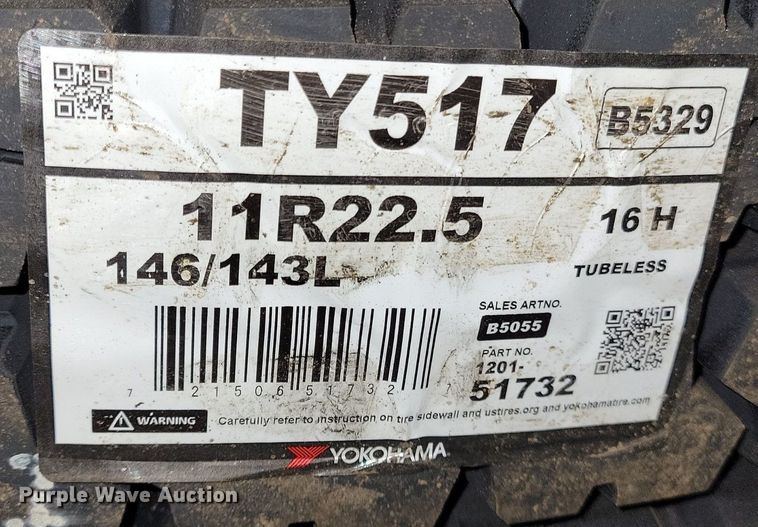 TY517
B5329
11R22.5
16 H
146/143L
TUBELESS
SALES ARTNO.
B5055
PART NO.
1201-
51732
7 21506 51732 7
WARNING Carefully refer to instruction on tire sidewall and ustires.org and yokohamatire.com
YOKOHAMA
Purple Wave Auction